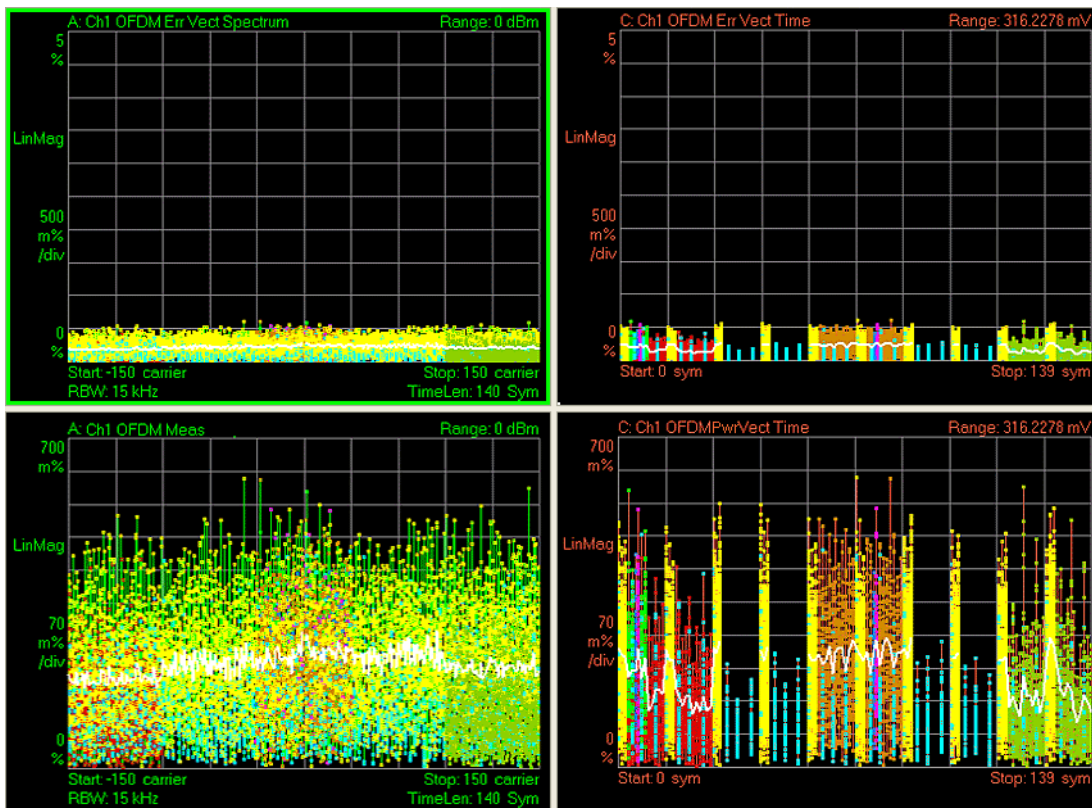 A: Ch1 OFDM Err Vect Spectrum
Range: 0 dBm
5
%
LinMag
500
m%
/div
0
%
Start: -150 carrier
Stop: 150 carrier
RBW: 15 kHz
TimeLen: 140 Sym
C: Ch1 OFDM Err Vect Time
Range: 316.2278 mV
5
%
LinMag
500
m%
/div
0
%
Start: 0 sym
Stop: 139 sym
A: Ch1 OFDM Meas
Range: 0 dBm
700
m%
LinMag
70
m%
/div
0
%
Start: -150 carrier
Stop: 150 carrier
RBW: 15 kHz
TimeLen: 140 Sym
C: Ch1 OFDMPwrVect Time
Range: 316.2278 mV
700
m%
LinMag
70
m%
/div
0
%
Start: 0 sym
Stop: 139 sym